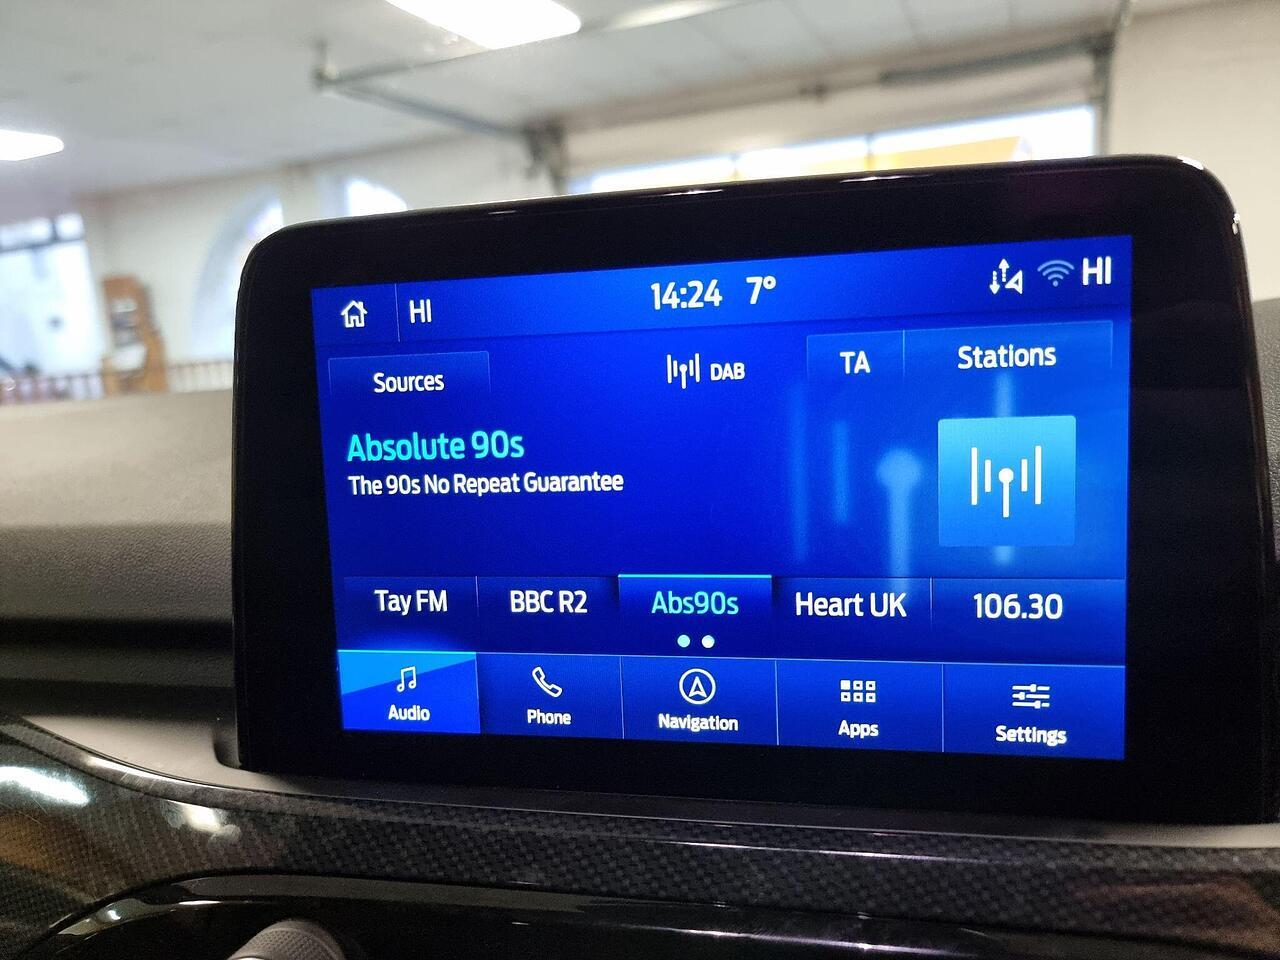 HI 14:24 7° HI
Sources DAB TA Stations
Absolute 90s
The 90s No Repeat Guarantee
Tay FM BBC R2 Abs90s Heart UK 106.30
Audio Phone Navigation Apps Settings